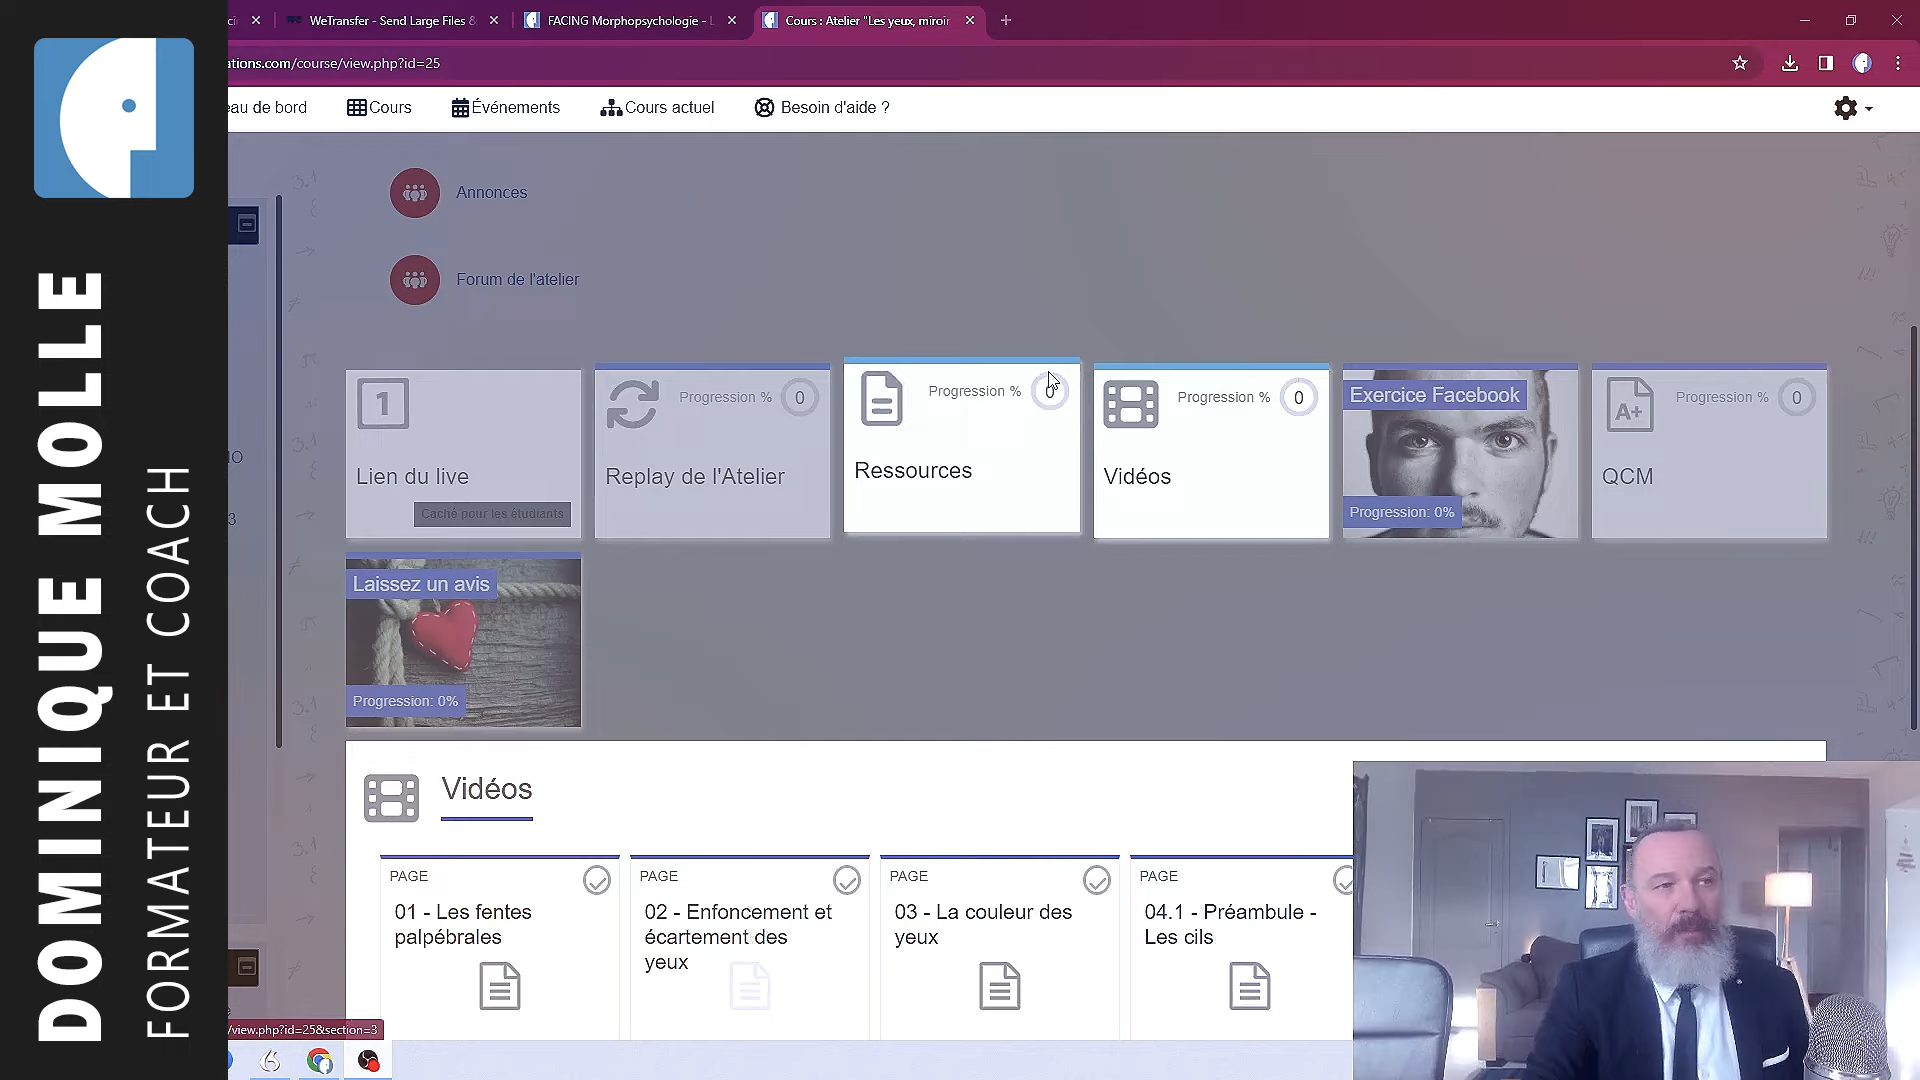 WeTransfer - Send Large Files &
FACING Morphopsychologie - L
Cours : Atelier "Les yeux, miroir
ations.com/course/view.php?id=25
eau de bord
Cours
Événements
Cours actuel
Besoin d'aide ?
Annonces
Forum de l'atelier
1
Lien du live
Caché pour les étudiants
Progression %
0
Replay de l'Atelier
Progression %
0
Ressources
Progression %
0
Vidéos
Exercice Facebook
Progression: 0%
A+
Progression %
0
QCM
Laissez un avis
Progression: 0%
Vidéos
PAGE
01 - Les fentes
palpébrales
PAGE
02 - Enfoncement et
écartement des
yeux
PAGE
03 - La couleur des
yeux
PAGE
04.1 - Préambule -
Les cils
/view.php?id=25&section=3
DOMINIQUE MOLLE
FORMATEUR ET COACH